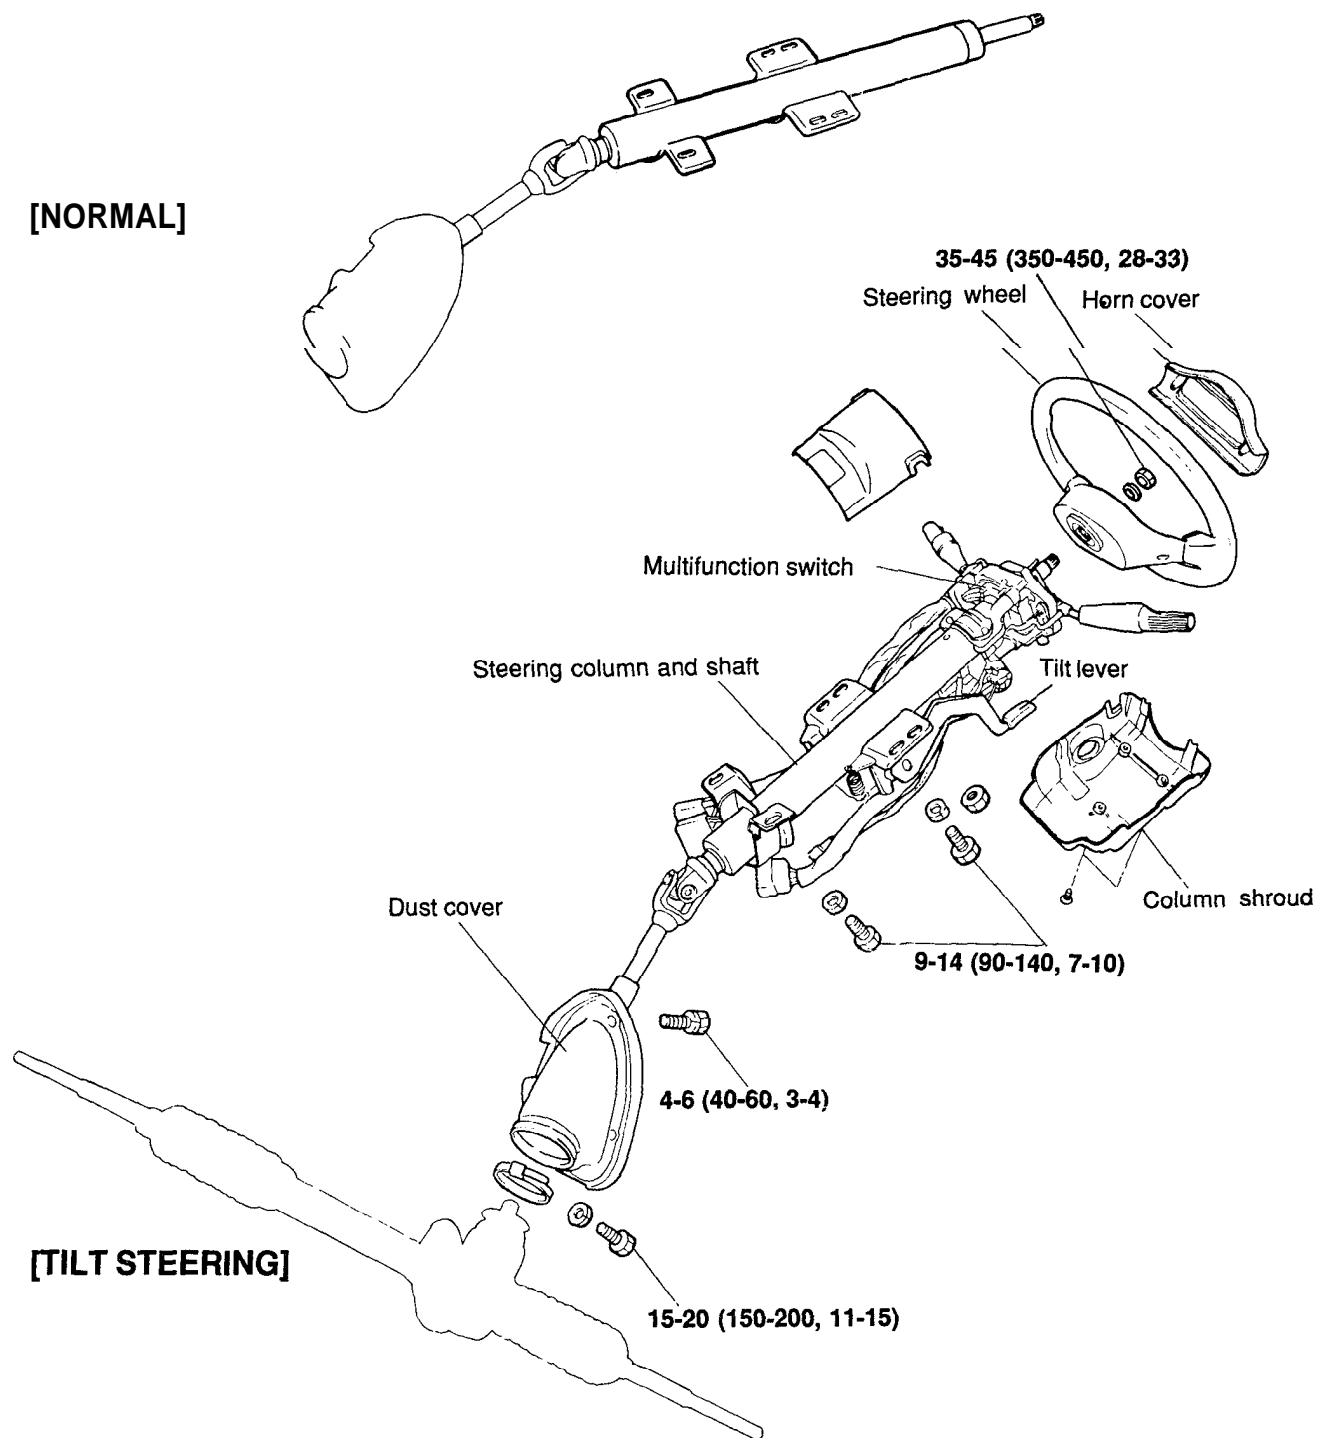 [NORMAL]
35-45 (350-450, 28-33)
Steering wheel
Horn cover
Multifunction switch
Steering column and shaft
Tilt lever
Column shroud
Dust cover
9-14 (90-140, 7-10)
4-6 (40-60, 3-4)
[TILT STEERING]
15-20 (150-200, 11-15)